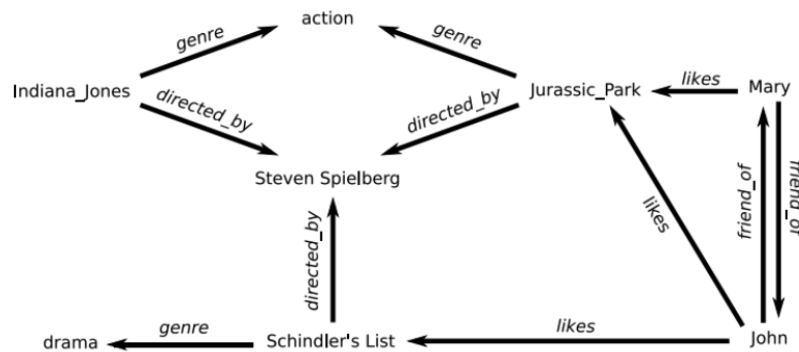 action
genre
genre
Indiana_Jones
Jurassic_Park
likes
Mary
directed_by
directed_by
Steven Spielberg
likes
friend_of
friend_of
directed_by
drama
genre
Schindler's List
likes
John